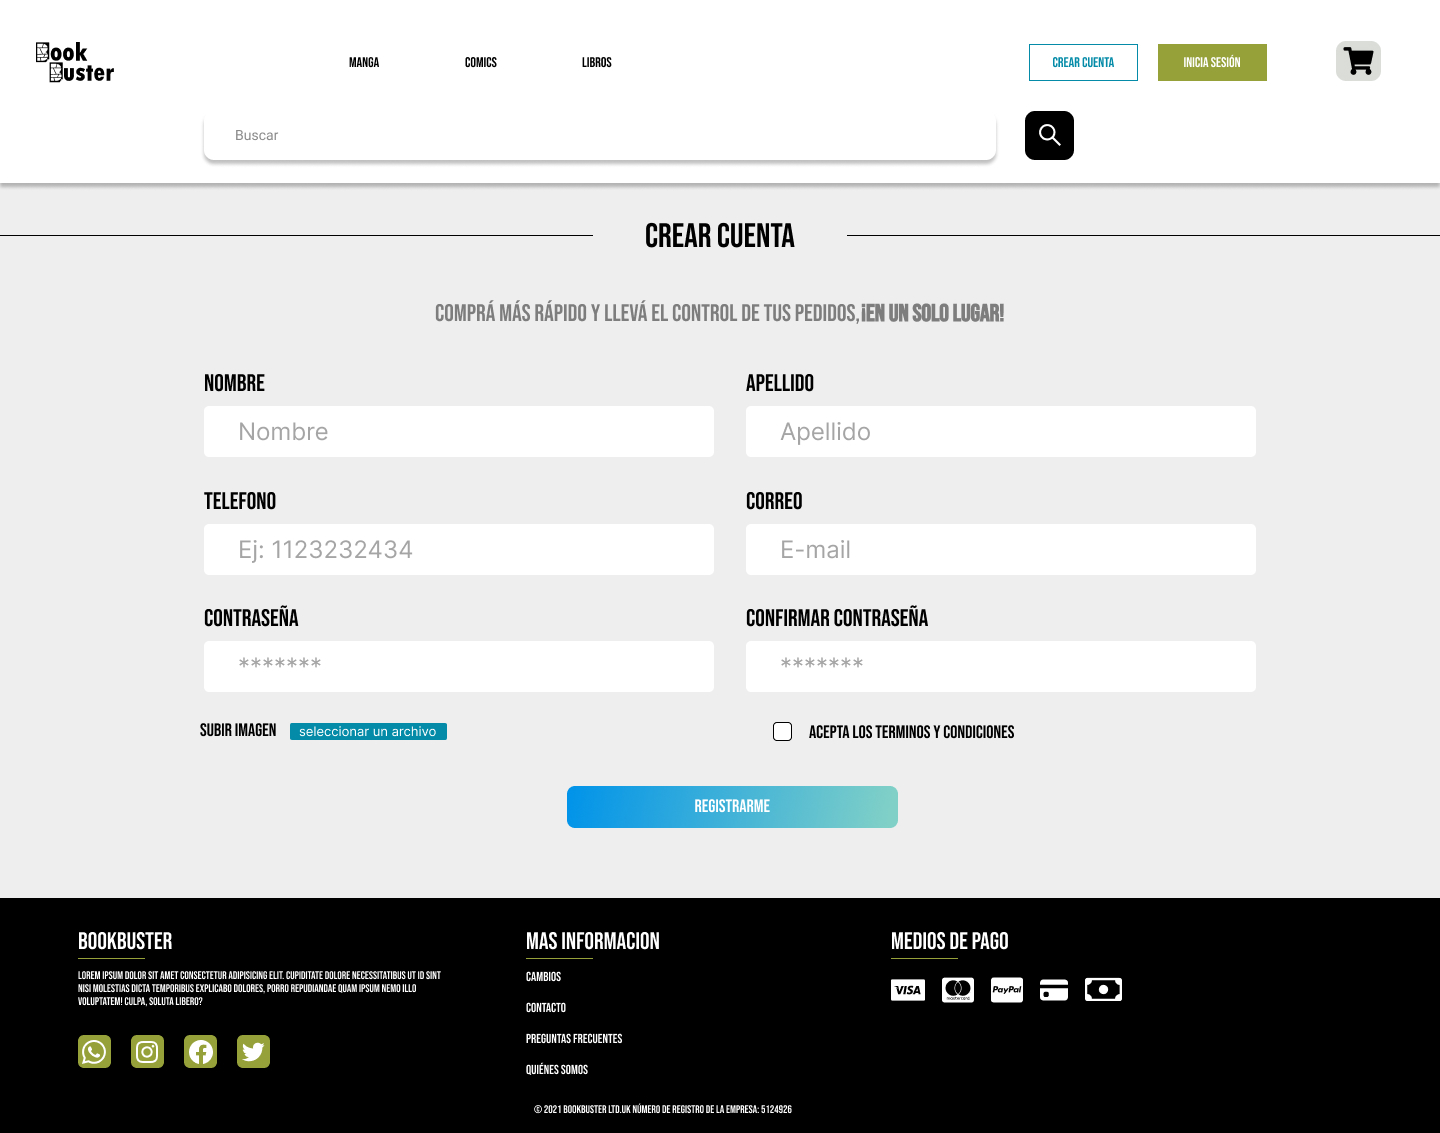 Book
Buster
MANGA
COMICS
LIBROS
CREAR CUENTA
INICIA SESIÓN
Buscar
CREAR CUENTA
COMPRÁ MÁS RÁPIDO Y LLEVÁ EL CONTROL DE TUS PEDIDOS,¡EN UN SOLO LUGAR!
NOMBRE
APELLIDO
Nombre
Apellido
TELEFONO
CORREO
Ej: 1123232434
E-mail
CONTRASEÑA
CONFIRMAR CONTRASEÑA
*******
*******
SUBIR IMAGEN
seleccionar un archivo
ACEPTA LOS TERMINOS Y CONDICIONES
REGISTRARME
BOOKBUSTER
LOREM IPSUM DOLOR SIT AMET CONSECTETUR ADIPISICING ELIT. CUPIDITATE DOLORE NECESSITATIBUS UT ID SINT
NISI MOLESTIAS DICTA TEMPORIBUS EXPLICABO DOLORES, PORRO REPUDIANDAE QUAM IPSUM NEMO ILLO
VOLUPTATEM! CULPA, SOLUTA LIBERO?
MAS INFORMACION
CAMBIOS
CONTACTO
PREGUNTAS FRECUENTES
QUIÉNES SOMOS
MEDIOS DE PAGO
VISA
mastercard
PayPal
© 2021 BOOKBUSTER LTD.UK NÚMERO DE REGISTRO DE LA EMPRESA: 5124926